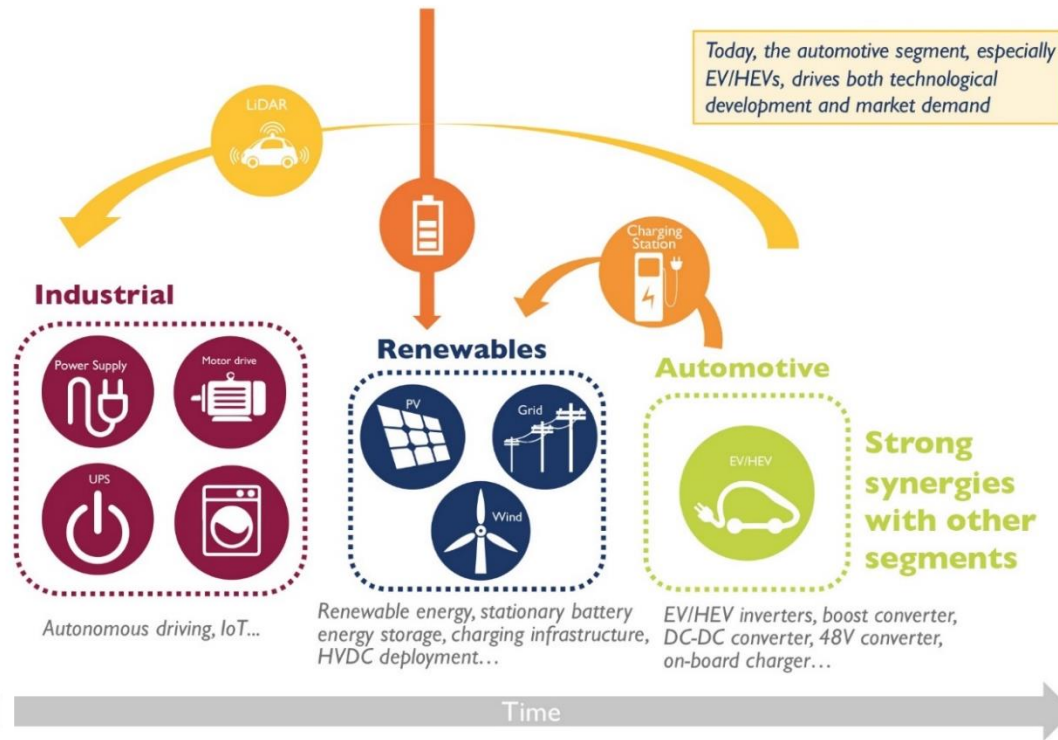 Today, the automotive segment, especially
EV/HEVs, drives both technological
development and market demand
LiDAR
Charging
Station
Industrial
Power Supply
Motor drive
UPS
Autonomous driving, IoT...
Renewables
PV
Grid
Wind
Renewable energy, stationary battery
energy storage, charging infrastructure,
HVDC deployment...
Automotive
EV/HEV
Strong
synergies
with other
segments
EV/HEV inverters, boost converter,
DC-DC converter, 48V converter,
on-board charger...
Time